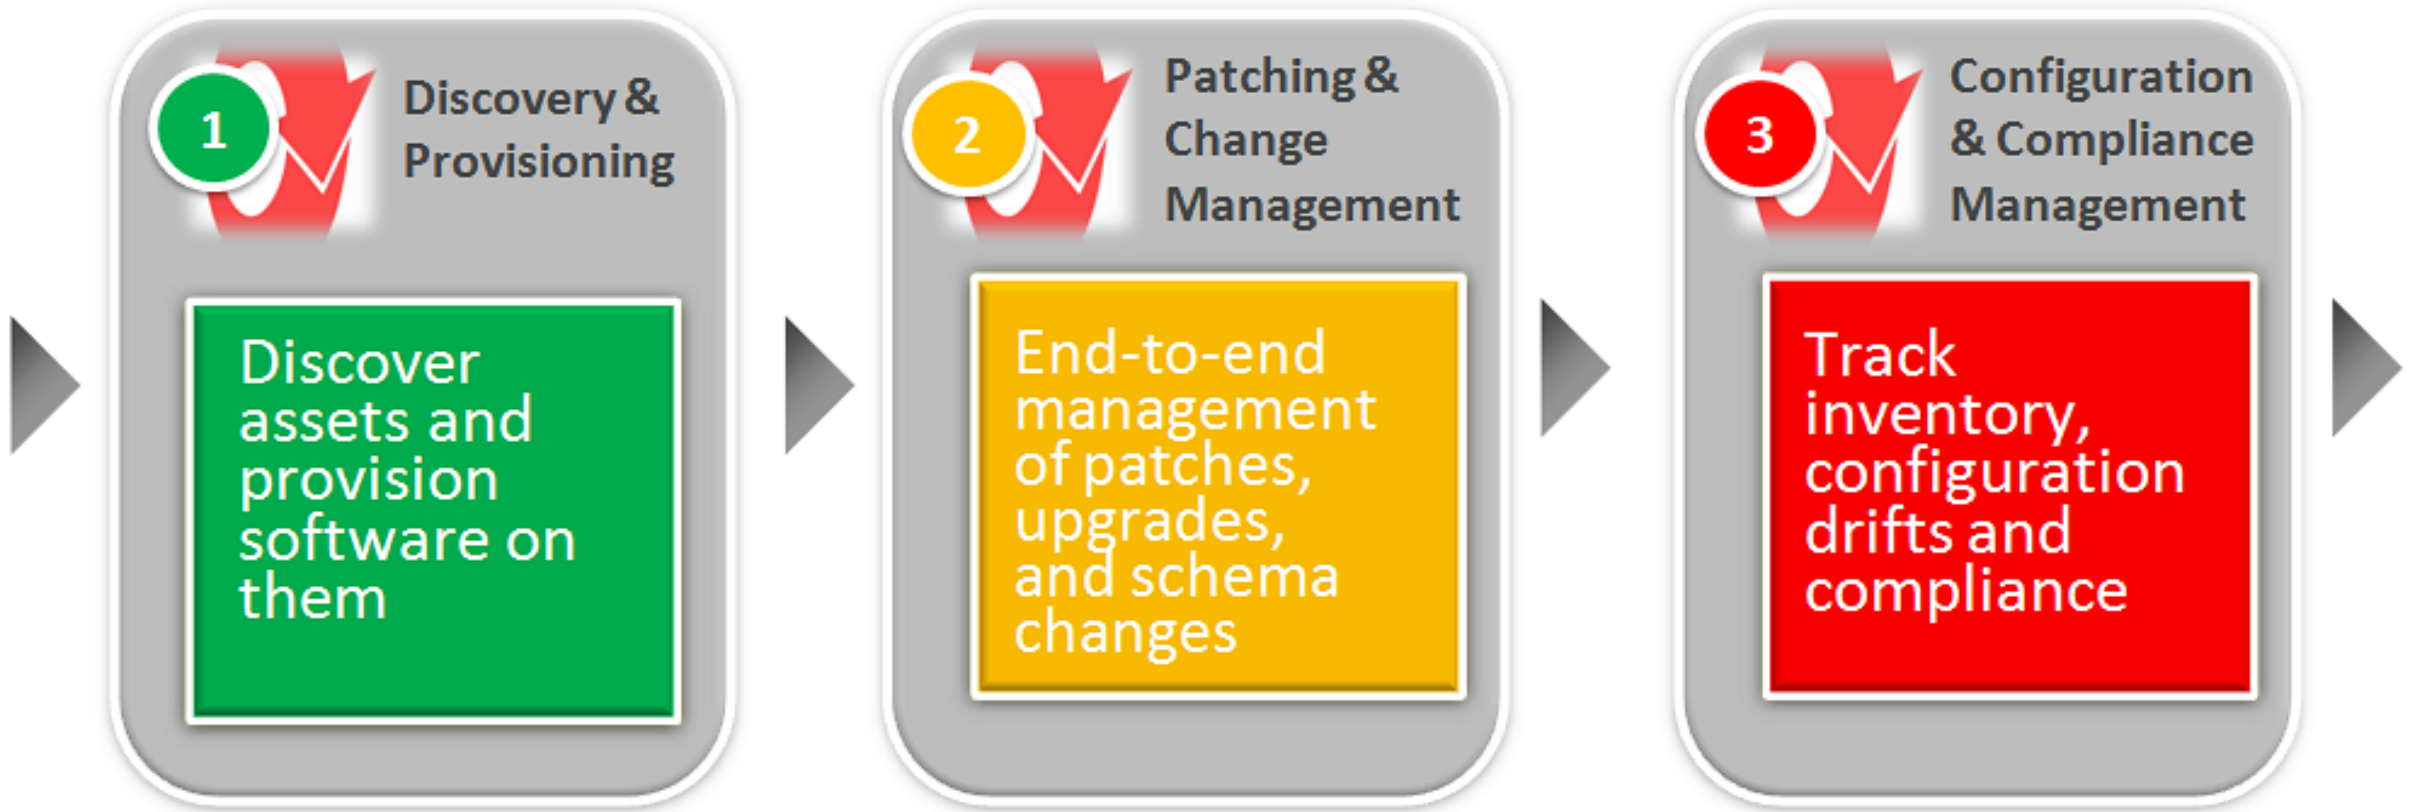 1
Discovery &
Provisioning
Discover
assets and
provision
software on
them
2
Patching &
Change
Management
End-to-end
management
of patches,
upgrades,
and schema
changes
3
Configuration
& Compliance
Management
Track
inventory,
configuration
drifts and
compliance